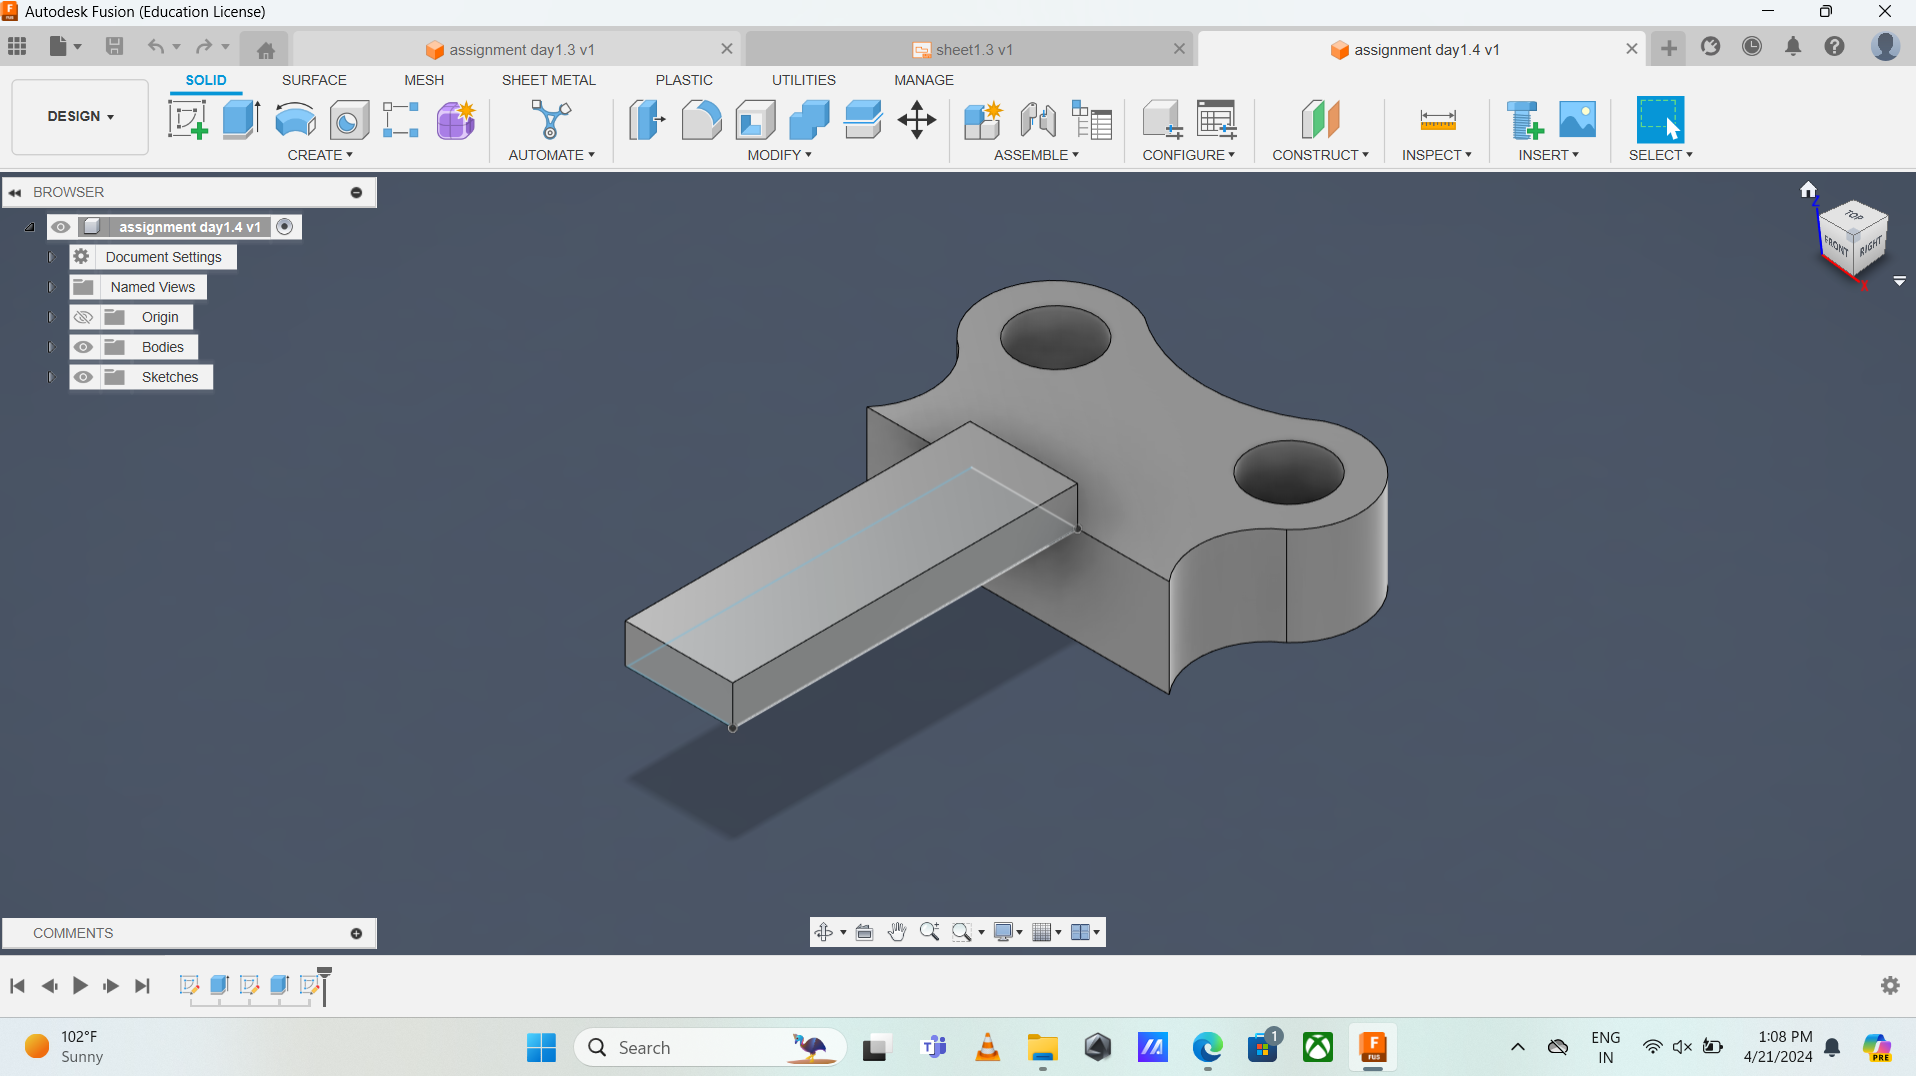 Autodesk Fusion (Education License)
assignment day1.3 v1
sheet1.3 v1
assignment day1.4 v1
SOLID
SURFACE
MESH
SHEET METAL
PLASTIC
UTILITIES
MANAGE
DESIGN
CREATE
AUTOMATE
MODIFY
ASSEMBLE
CONFIGURE
CONSTRUCT
INSPECT
INSERT
SELECT
BROWSER
assignment day1.4 v1
Document Settings
Named Views
Origin
Bodies
Sketches
Z
TOP
FRONT
RIGHT
X
COMMENTS
102°F
Sunny
Search
1
FUS
ENG
IN
1:08 PM
4/21/2024
PRE